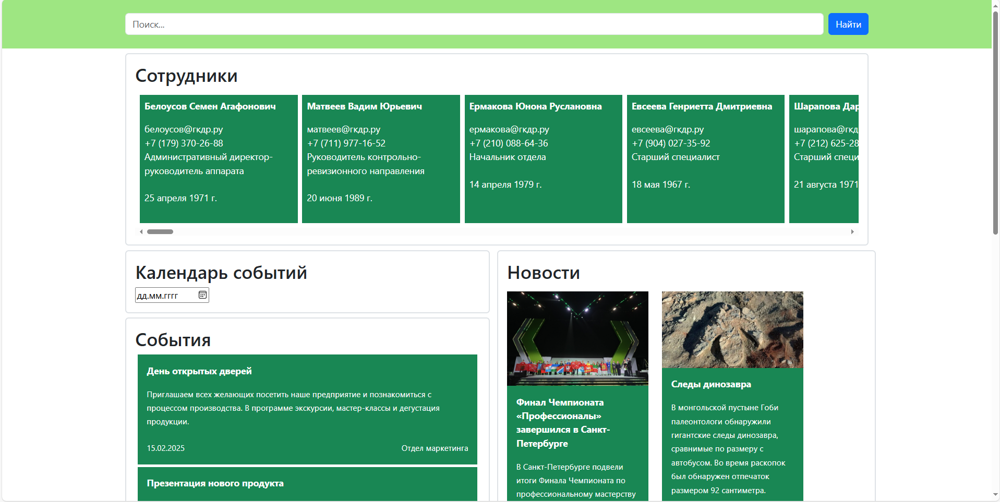 Поиск...
Найти
Сотрудники
Белоусов Семен Агафонович
белоусов@гкдр.ру
+7 (179) 370-26-88
Административный директор-
руководитель аппарата
25 апреля 1971 г.
Матвеев Вадим Юрьевич
матвеев@гкдр.ру
+7 (711) 977-16-52
Руководитель контрольно-
ревизионного направления
20 июня 1989 г.
Ермакова Юнона Руслановна
ермакова@гкдр.ру
+7 (210) 088-64-36
Начальник отдела
14 апреля 1979 г.
Евсеева Генриетта Дмитриевна
евсеева@гкдр.ру
+7 (904) 027-35-92
Старший специалист
18 мая 1967 г.
Шарапова Дар
шарапова@гкд
+7 (212) 625-28
Старший специ
21 августа 1971
Календарь событий
дд.мм.гггг
События
День открытых дверей
Приглашаем всех желающих посетить наше предприятие и познакомиться с
процессом производства. В программе экскурсии, мастер-классы и дегустация
продукции.
15.02.2025
Отдел маркетинга
Презентация нового продукта
Новости
Финал Чемпионата
«Профессионалы»
завершился в Санкт-
Петербурге
В Санкт-Петербурге подвели
итоги Финала Чемпионата по
профессиональному мастерству
Следы динозавра
В монгольской пустыне Гоби
палеонтологи обнаружили
гигантские следы динозавра,
сравнимые по размеру с
автобусом. Во время раскопок
был обнаружен отпечаток
размером 92 сантиметра.